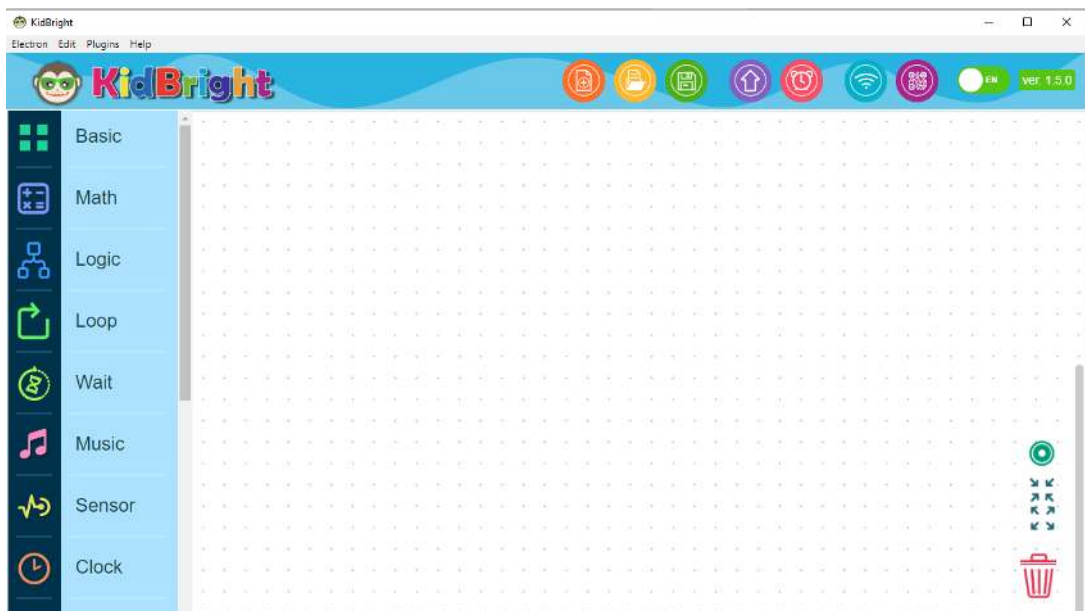 KidBright
Electron Edit Plugins Help
KidBright
EN
ver. 1.5.0
Basic
Math
Logic
Loop
Wait
Music
Sensor
Clock